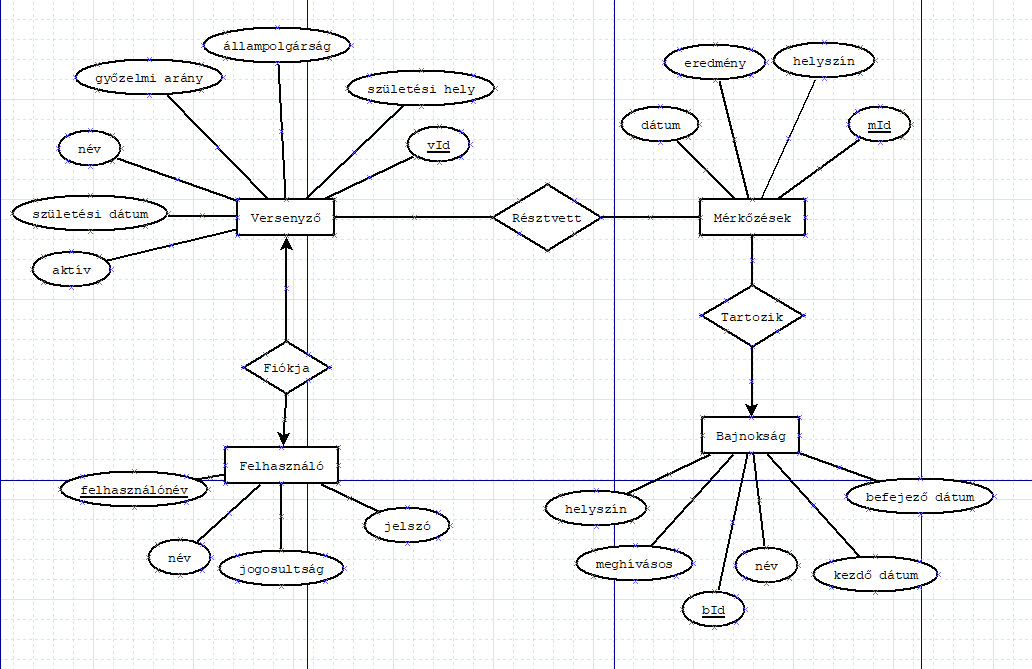 állampolgárság
győzelmi arány
születési hely
név
vId
születési dátum
Versenyző
aktív
Résztvett
eredmény
helyszín
dátum
mId
Mérkőzések
Fiókja
Tartozik
Felhasználó
felhasználónév
név
jogosultság
jelszó
Bajnokság
helyszín
befejező dátum
meghívásos
név
kezdő dátum
bId